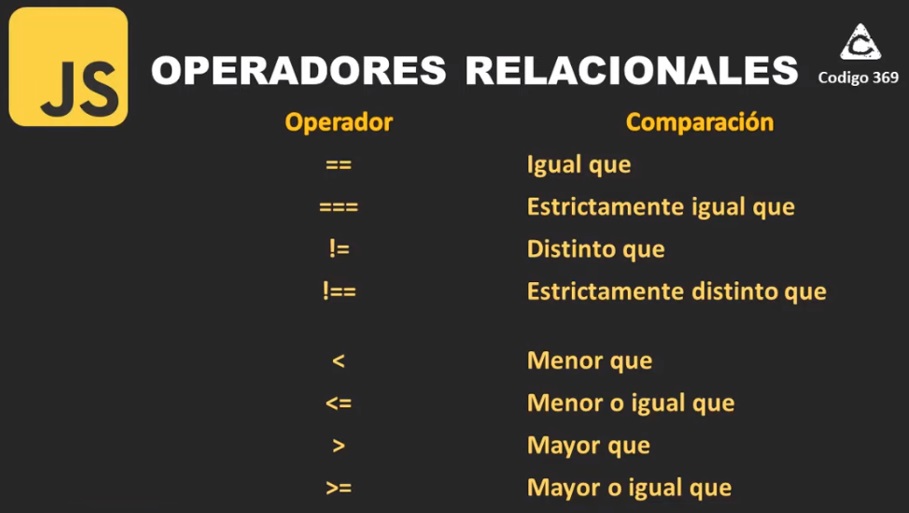 JS
OPERADORES RELACIONALES
Codigo 369
Operador Comparación
== Igual que
=== Estrictamente igual que
!= Distinto que
!== Estrictamente distinto que
< Menor que
<= Menor o igual que
> Mayor que
>= Mayor o igual que